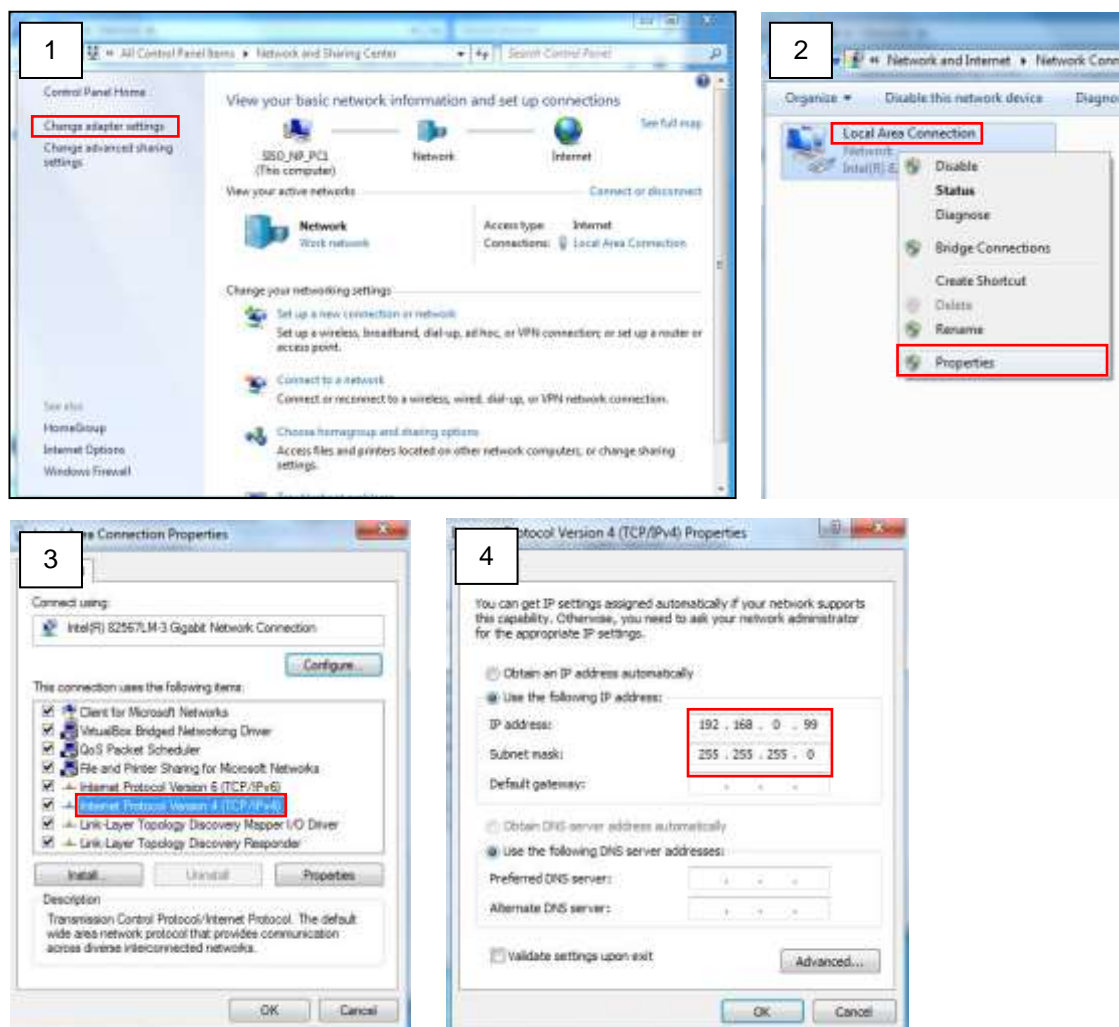 1
All Control Panel Items ▸ Network and Sharing Center
Search Control Panel
Control Panel Home
Change adapter settings
Change advanced sharing
settings
See also
HomeGroup
Internet Options
Windows Firewall
View your basic network information and set up connections
See full map
SISO_NP_PC1
(This computer)
Network
Internet
View your active networks
Connect or disconnect
Network
Work network
Access type: Internet
Connections: Local Area Connection
Change your networking settings
Set up a new connection or network
Set up a wireless, broadband, dial-up, ad hoc, or VPN connection; or set up a router or
access point.
Connect to a network
Connect or reconnect to a wireless, wired, dial-up, or VPN network connection.
Choose homegroup and sharing options
Access files and printers located on other network computers, or change sharing
settings.
2
Network and Internet ▸ Network Conn
Organize Disable this network device Diagno
Local Area Connection
Network
Intel(R) 8
Disable
Status
Diagnose
Bridge Connections
Create Shortcut
Delete
Rename
Properties
3
Connection Properties
Connect using:
Intel(R) 82567LM-3 Gigabit Network Connection
Configure...
This connection uses the following items:
Client for Microsoft Networks
VirtualBox Bridged Networking Driver
QoS Packet Scheduler
File and Printer Sharing for Microsoft Networks
Internet Protocol Version 6 (TCP/IPv6)
Internet Protocol Version 4 (TCP/IPv4)
Link-Layer Topology Discovery Mapper I/O Driver
Link-Layer Topology Discovery Responder
Install... Uninstall Properties
Description
Transmission Control Protocol/Internet Protocol. The default
wide area network protocol that provides communication
across diverse interconnected networks.
OK Cancel
4
otocol Version 4 (TCP/IPv4) Properties
You can get IP settings assigned automatically if your network supports
this capability. Otherwise, you need to ask your network administrator
for the appropriate IP settings.
Obtain an IP address automatically
Use the following IP address:
IP address: 192 . 168 . 0 . 99
Subnet mask: 255 . 255 . 255 . 0
Default gateway: . . .
Obtain DNS server address automatically
Use the following DNS server addresses:
Preferred DNS server: . . .
Alternate DNS server: . . .
Validate settings upon exit
Advanced...
OK Cancel